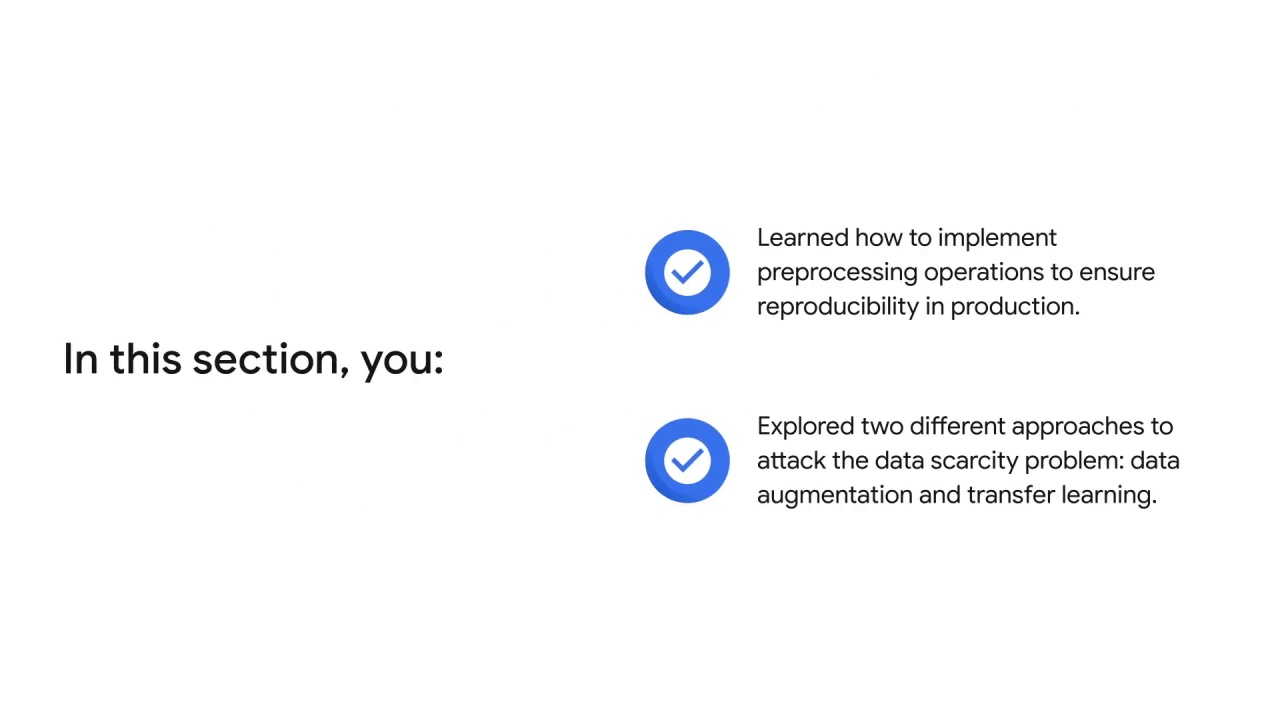 In this section, you:
Learned how to implement
preprocessing operations to ensure
reproducibility in production.
Explored two different approaches to
attack the data scarcity problem: data
augmentation and transfer learning.